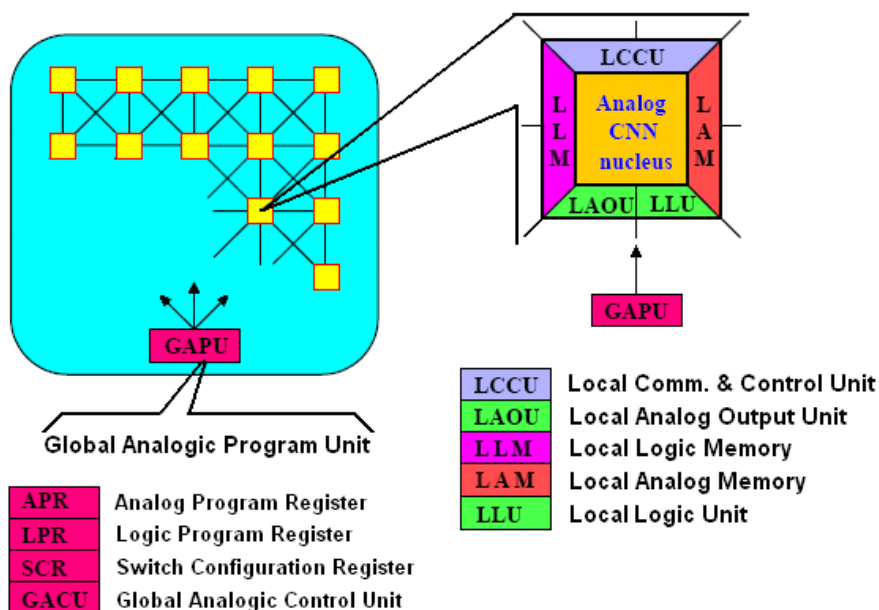 LCCU
L L M
Analog
CNN
nucleus
L A M
LAOU
LLU
GAPU
GAPU
Global Analogic Program Unit
APR Analog Program Register
LPR Logic Program Register
SCR Switch Configuration Register
GACU Global Analogic Control Unit
LCCU Local Comm. & Control Unit
LAOU Local Analog Output Unit
LLM Local Logic Memory
LAM Local Analog Memory
LLU Local Logic Unit